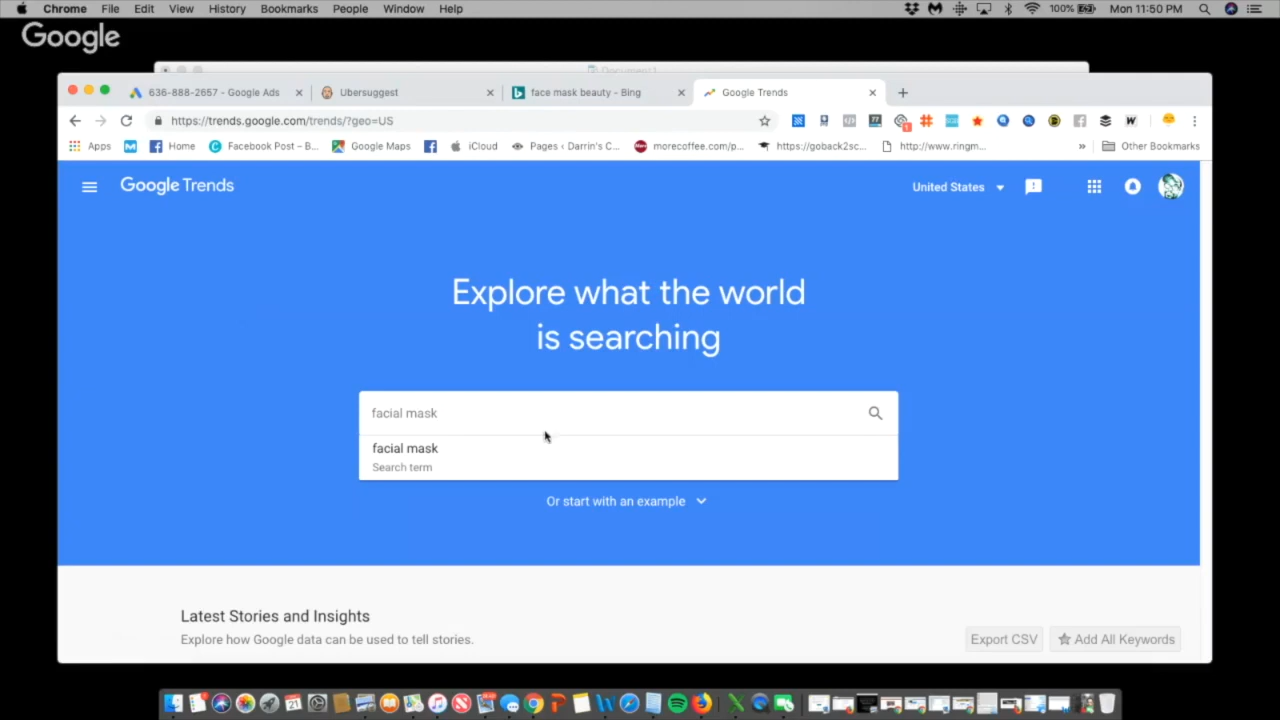 Chrome File Edit View History Bookmarks People Window Help 100% Mon 11:50 PM
Google
Document1
636-888-2657 - Google Ads Ubersuggest face mask beauty - Bing Google Trends
https://trends.google.com/trends/?geo=US
Apps Home Facebook Post – B... Google Maps iCloud Pages ‹ Darrin's C... morecoffee.com/p... https://goback2sc... http://www.ringm... » Other Bookmarks
Google Trends United States
Explore what the world
is searching
facial mask
facial mask
Search term
Or start with an example
Latest Stories and Insights
Explore how Google data can be used to tell stories.
Export CSV Add All Keywords